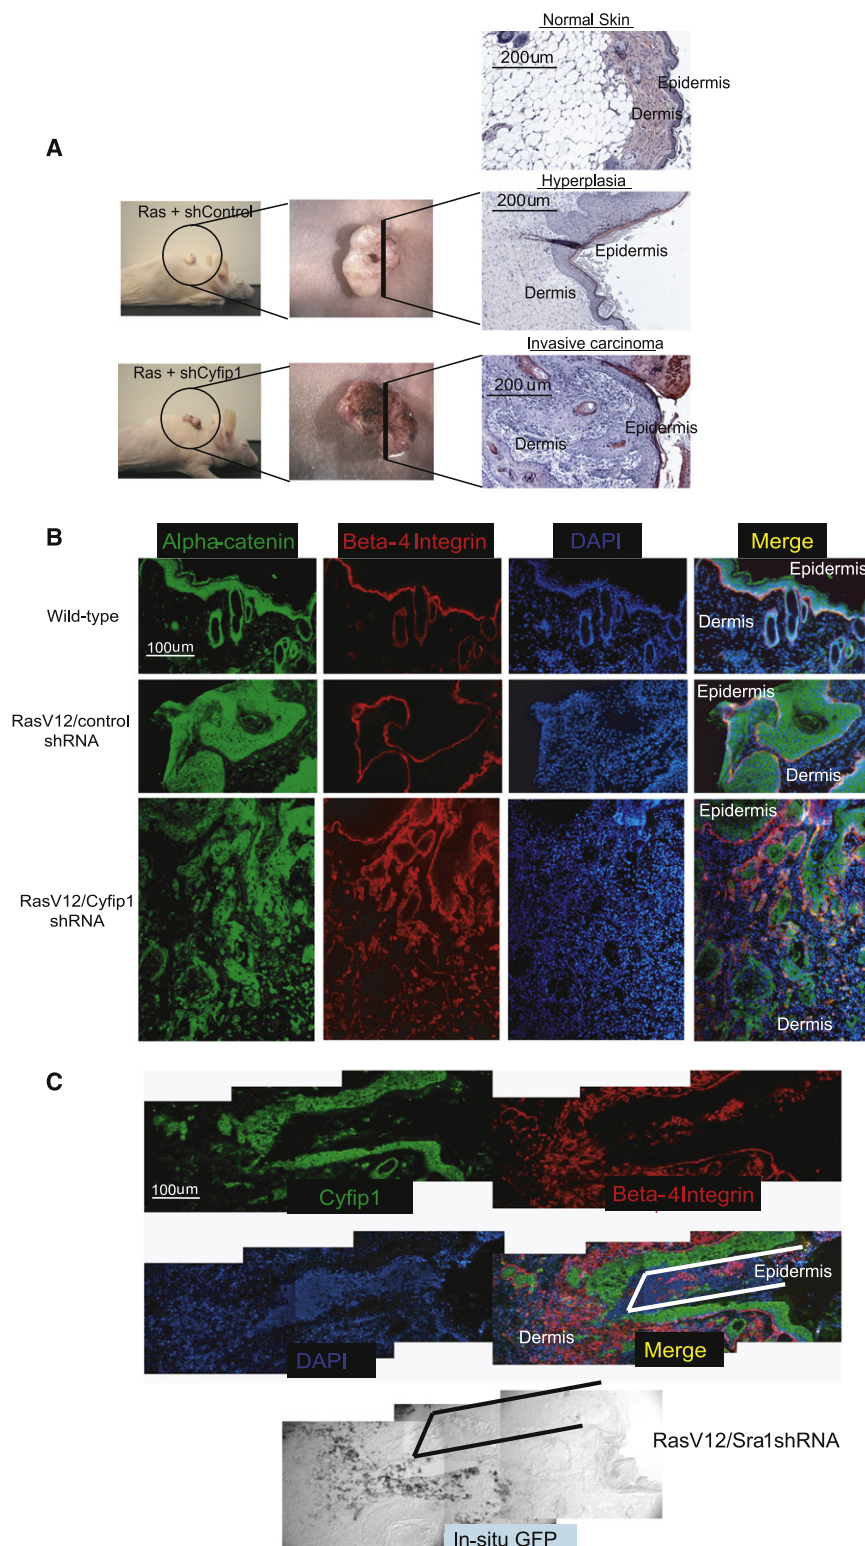 Normal Skin
200um
Epidermis
Dermis
A
Hyperplasia
200um
Ras + shControl
Epidermis
Dermis
Invasive carcinoma
Ras + shCyfip1
200 um
Epidermis
Dermis
B
Alpha-catenin
Beta-4 Integrin
DAPI
Merge
Epidermis
Wild-type
Dermis
100um
RasV12/control
shRNA
Epidermis
Dermis
Epidermis
RasV12/Cyfip1
shRNA
Dermis
C
100um
Cyfip1
Beta-4Integrin
Epidermis
Dermis
DAPI
Merge
RasV12/Sra1shRNA
In-situ GFP